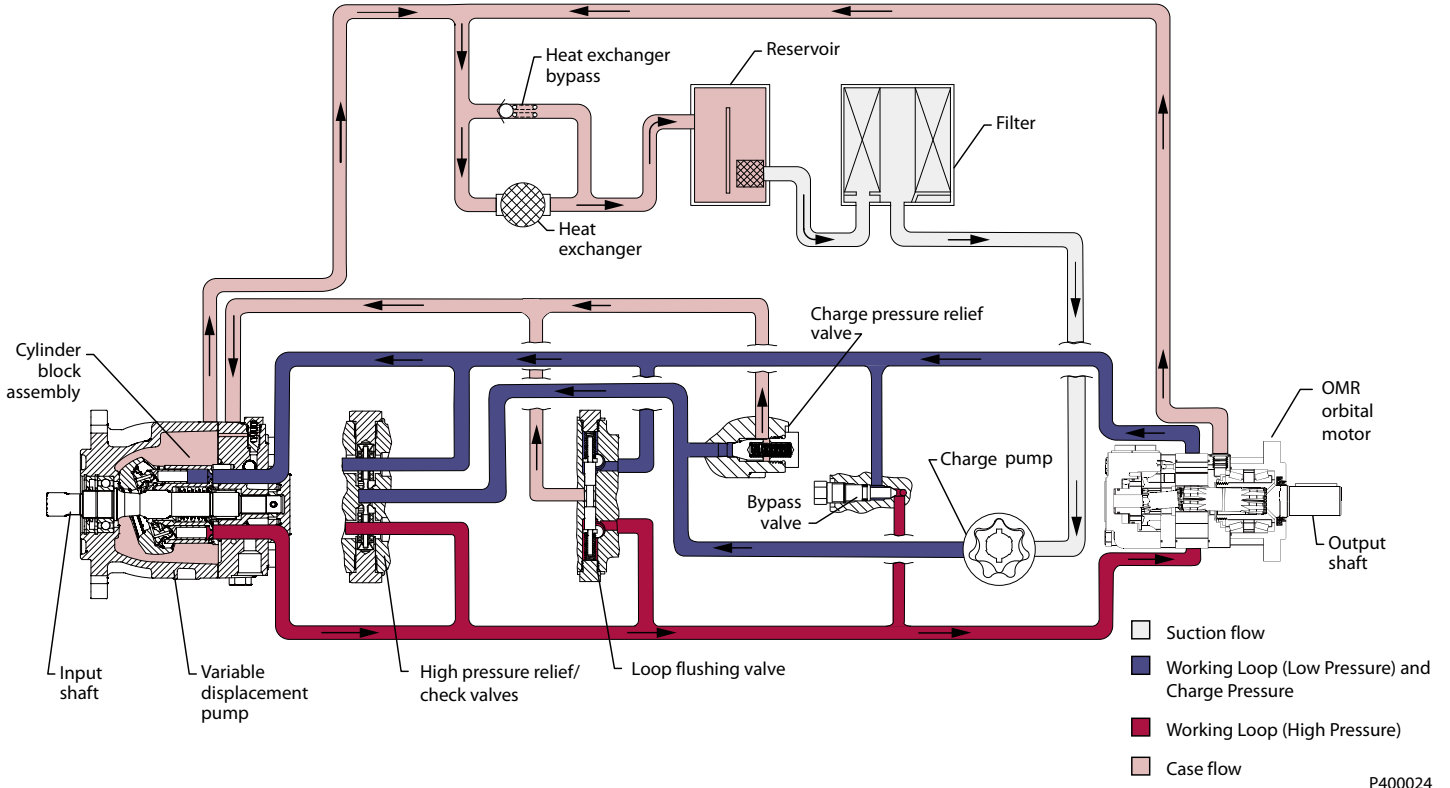 Heat exchanger
bypass
Reservoir
Filter
Heat
exchanger
Charge pressure relief
valve
Cylinder
block
assembly
OMR
orbital
motor
Charge pump
Bypass
valve
Output
shaft
Input
shaft
Variable
displacement
pump
High pressure relief/
check valves
Loop flushing valve
Suction flow
Working Loop (Low Pressure) and
Charge Pressure
Working Loop (High Pressure)
Case flow
P400024